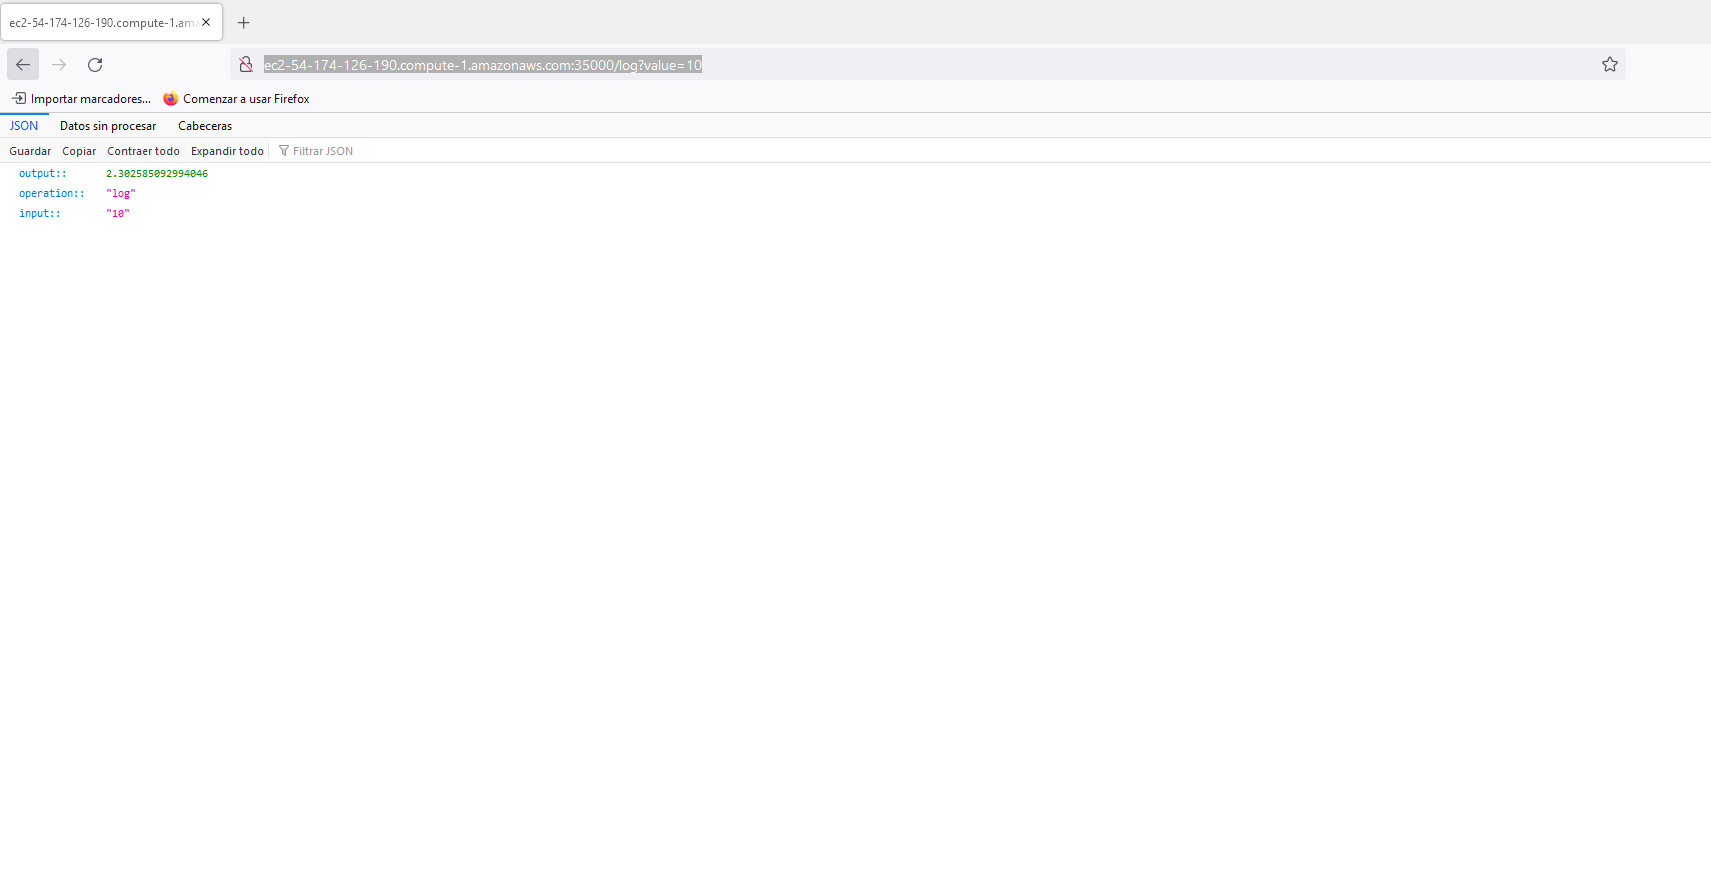 ec2-54-174-126-190.compute-1.am
ec2-54-174-126-190.compute-1.amazonaws.com:35000/log?value=10
Importar marcadores... Comenzar a usar Firefox
JSON Datos sin procesar Cabeceras
Guardar Copiar Contraer todo Expandir todo Filtrar JSON
output:: 2.302585092994046
operation:: "log"
input:: "10"